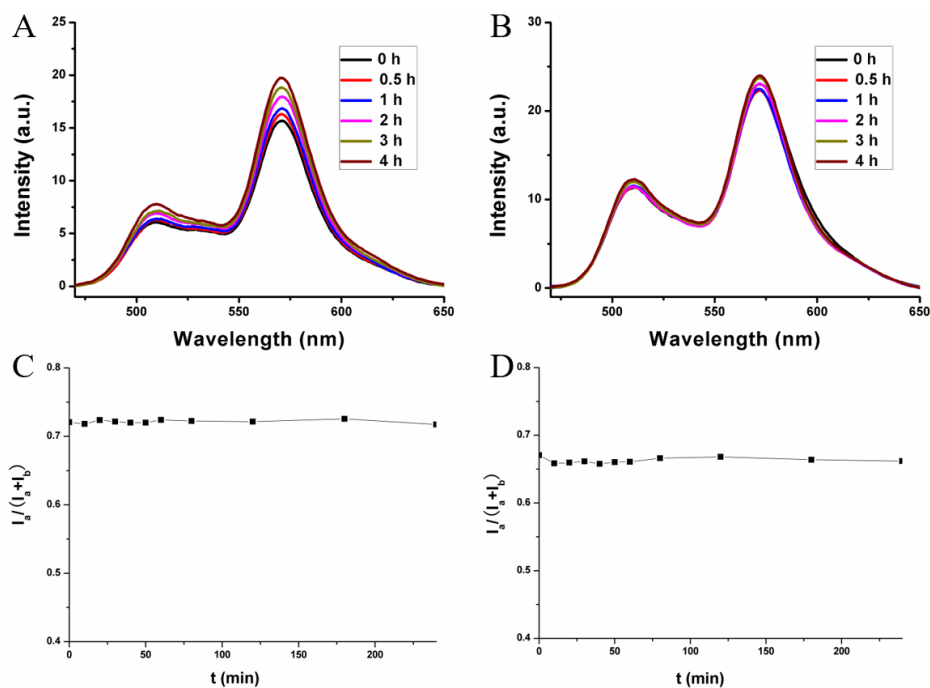 A
25
20
15
10
5
0
Intensity (a.u.)
0 h
0.5 h
1 h
2 h
3 h
4 h
500
550
600
650
Wavelength (nm)
B
30
20
10
0
Intensity (a.u.)
0 h
0.5 h
1 h
2 h
3 h
4 h
500
550
600
650
Wavelength (nm)
C
0.8
0.7
0.6
0.5
0.4
Ia/(Ia+Ib)
0
50
100
150
200
t (min)
D
0.8
0.7
0.6
0.5
0.4
Ia/(Ia+Ib)
0
50
100
150
200
t (min)